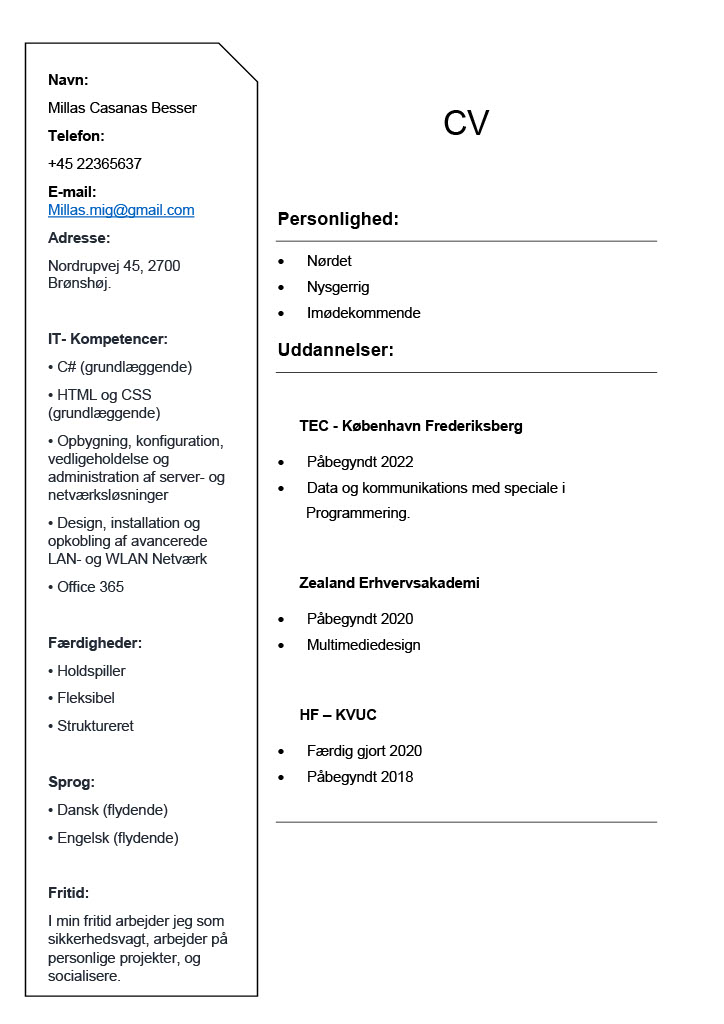 Navn:
Millas Casanas Besser
Telefon:
+45 22365637
E-mail:
Millas.mig@gmail.com
Adresse:
Nordrupvej 45, 2700
Brønshøj.
IT- Kompetencer:
• C# (grundlæggende)
• HTML og CSS
(grundlæggende)
• Opbygning, konfiguration,
vedligeholdelse og
administration af server- og
netværksløsninger
• Design, installation og
opkobling af avancerede
LAN- og WLAN Netværk
• Office 365
Færdigheder:
• Holdspiller
• Fleksibel
• Struktureret
Sprog:
• Dansk (flydende)
• Engelsk (flydende)
Fritid:
I min fritid arbejder jeg som
sikkerhedsvagt, arbejder på
personlige projekter, og
socialisere.
CV
Personlighed:
• Nørdet
• Nysgerrig
• Imødekommende
Uddannelser:
TEC - København Frederiksberg
• Påbegyndt 2022
• Data og kommunikations med speciale i
Programmering.
Zealand Erhvervsakademi
• Påbegyndt 2020
• Multimediedesign
HF – KVUC
• Færdig gjort 2020
• Påbegyndt 2018